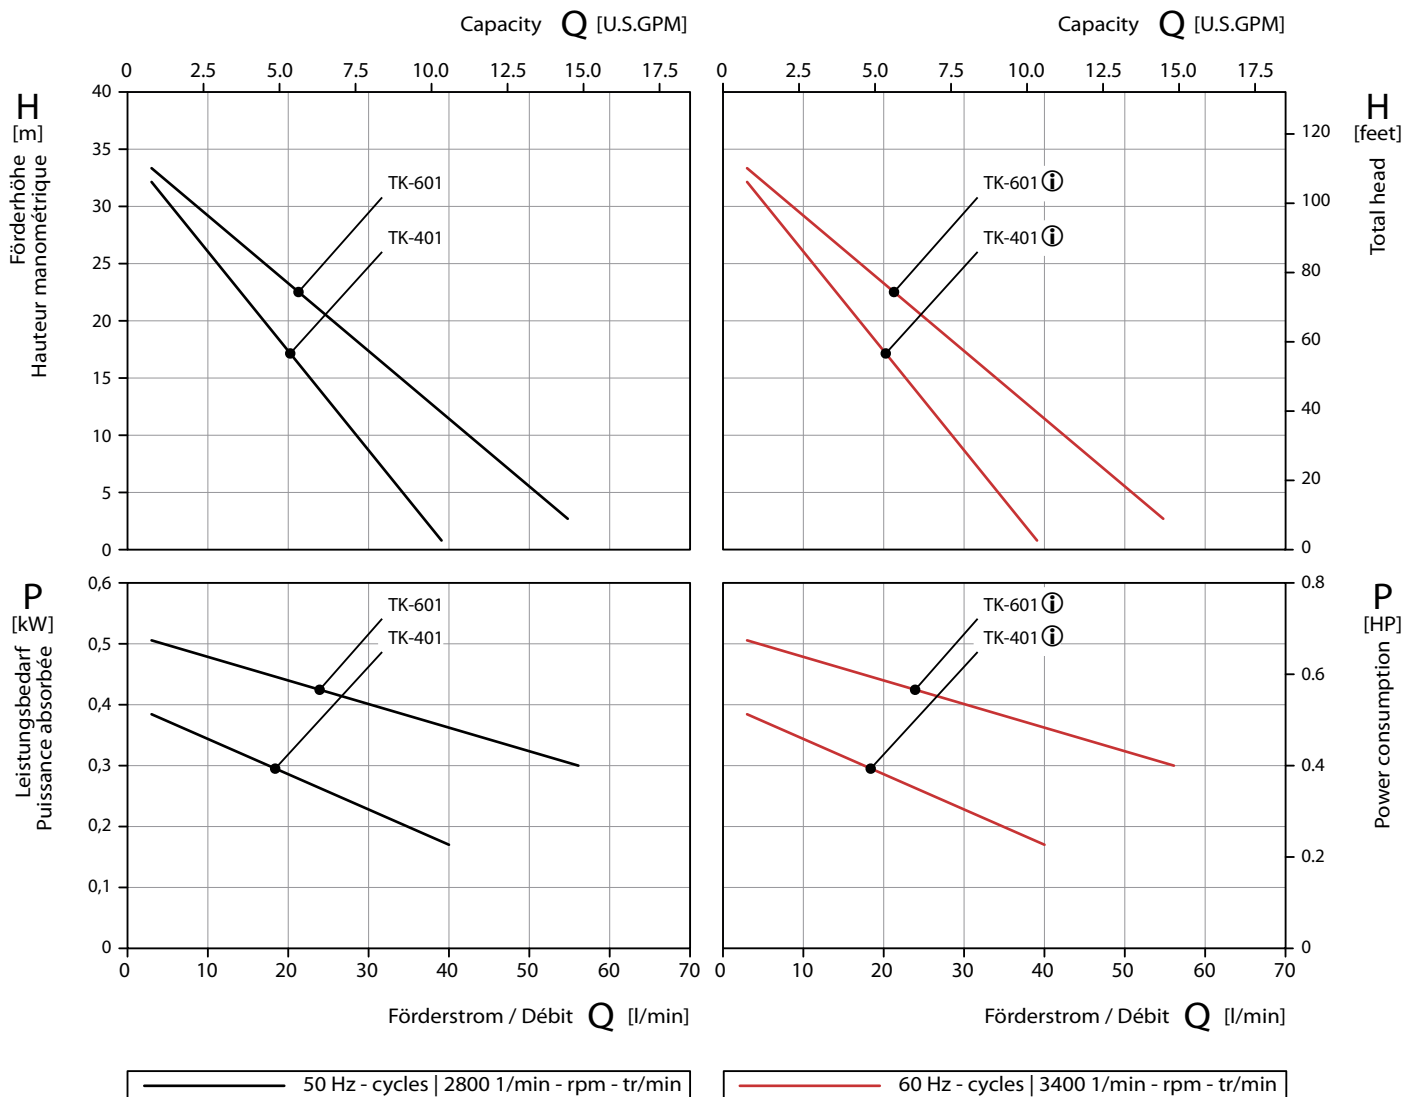 Capacity Q [U.S.GPM]
Capacity Q [U.S.GPM]
0 2.5 5.0 7.5 10.0 12.5 15.0 17.5
0 2.5 5.0 7.5 10.0 12.5 15.0 17.5
H
[m]
Förderhöhe
Hauteur manométrique
40
35
30
25
20
15
10
5
0
TK-601
TK-401
TK-601 ⓘ
TK-401 ⓘ
120
100
80
60
40
20
0
H
[feet]
Total head
P
[kW]
Leistungsbedarf
Puissance absorbée
0,6
0,5
0,4
0,3
0,2
0,1
0
TK-601
TK-401
TK-601 ⓘ
TK-401 ⓘ
0.8
0.6
0.4
0.2
0
P
[HP]
Power consumption
0 10 20 30 40 50 60 70
0 10 20 30 40 50 60 70
Förderstrom / Débit Q [l/min]
Förderstrom / Débit Q [l/min]
50 Hz - cycles | 2800 1/min - rpm - tr/min
60 Hz - cycles | 3400 1/min - rpm - tr/min